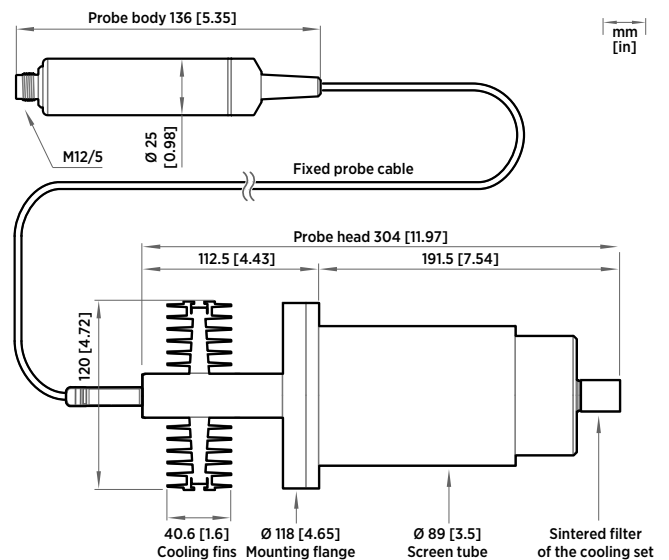 Probe body 136 [5.35]
mm
[in]
M12/5
Ø 25
[0.98]
Fixed probe cable
Probe head 304 [11.97]
112.5 [4.43]
191.5 [7.54]
120 [4.72]
40.6 [1.6]
Cooling fins
Ø 118 [4.65]
Mounting flange
Ø 89 [3.5]
Screen tube
Sintered filter
of the cooling set